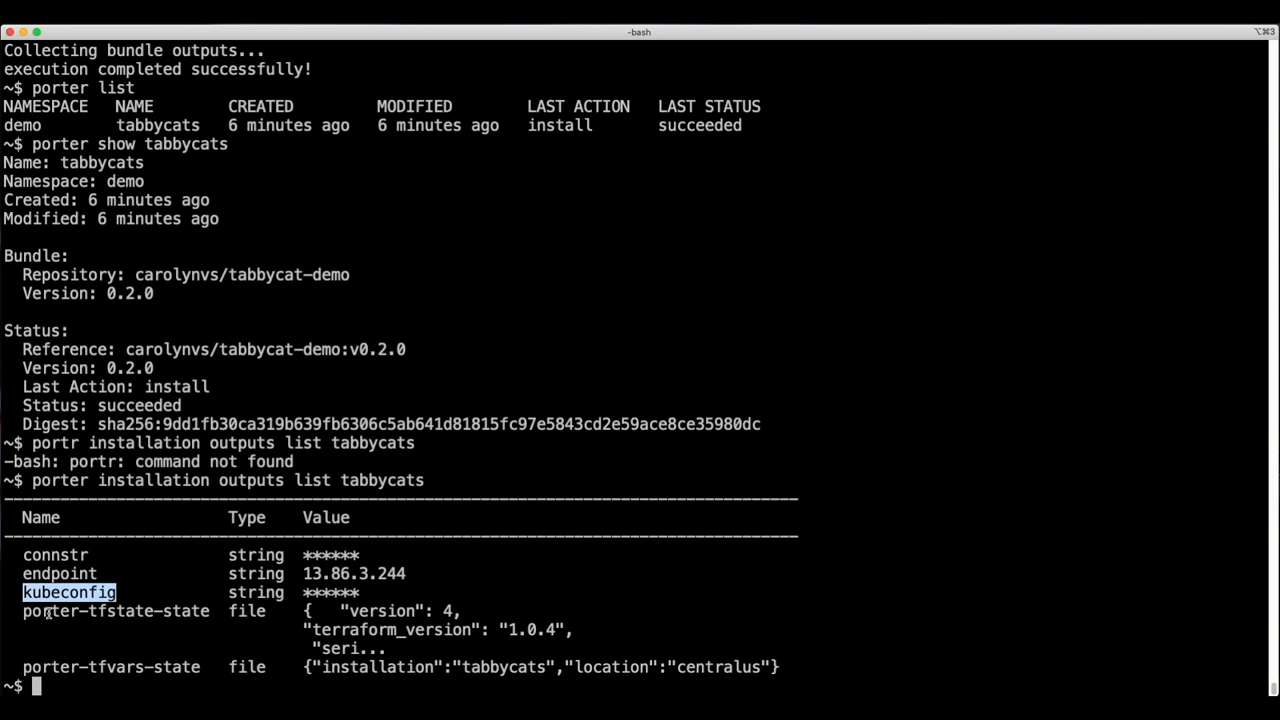 -bash
⌥⌘3
Collecting bundle outputs...
execution completed successfully!
~$ porter list
NAMESPACE NAME CREATED MODIFIED LAST ACTION LAST STATUS
demo tabbycats 6 minutes ago 6 minutes ago install succeeded
~$ porter show tabbycats
Name: tabbycats
Namespace: demo
Created: 6 minutes ago
Modified: 6 minutes ago
Bundle:
Repository: carolynvs/tabbycat-demo
Version: 0.2.0
Status:
Reference: carolynvs/tabbycat-demo:v0.2.0
Version: 0.2.0
Last Action: install
Status: succeeded
Digest: sha256:9dd1fb30ca319b639fb6306c5ab641d81815fc97e5843cd2e59ace8ce35980dc
~$ portr installation outputs list tabbycats
-bash: portr: command not found
~$ porter installation outputs list tabbycats
Name Type Value
connstr string ******
endpoint string 13.86.3.244
kubeconfig string ******
porter-tfstate-state file { "version": 4,
"terraform_version": "1.0.4",
"seri...
porter-tfvars-state file {"installation":"tabbycats","location":"centralus"}
~$